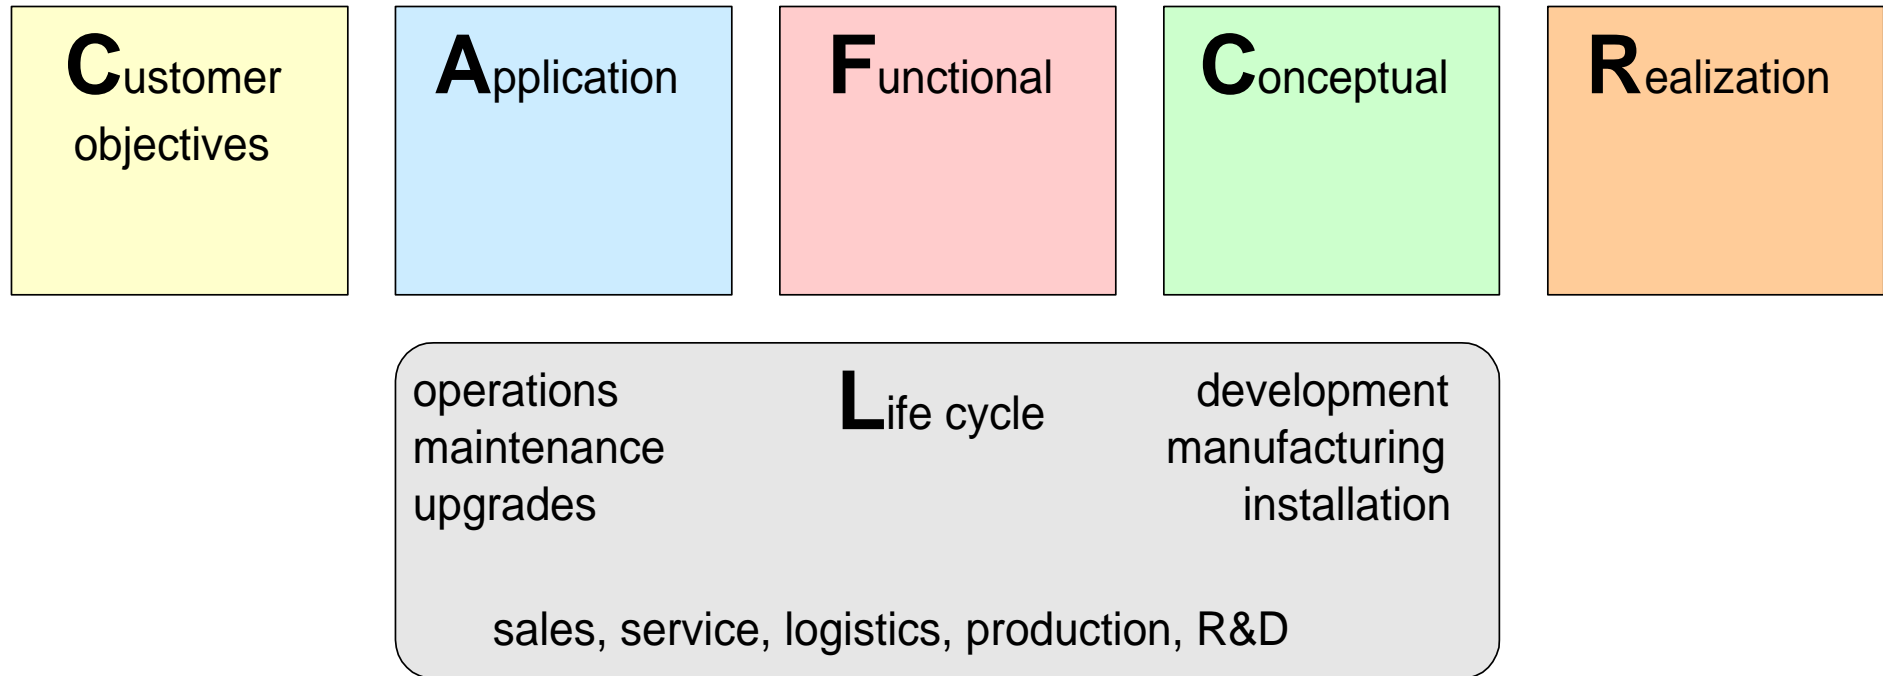 Customer
objectives
Application
Functional
Conceptual
Realization
operations
maintenance
upgrades
Life cycle
development
manufacturing
installation
sales, service, logistics, production, R&D